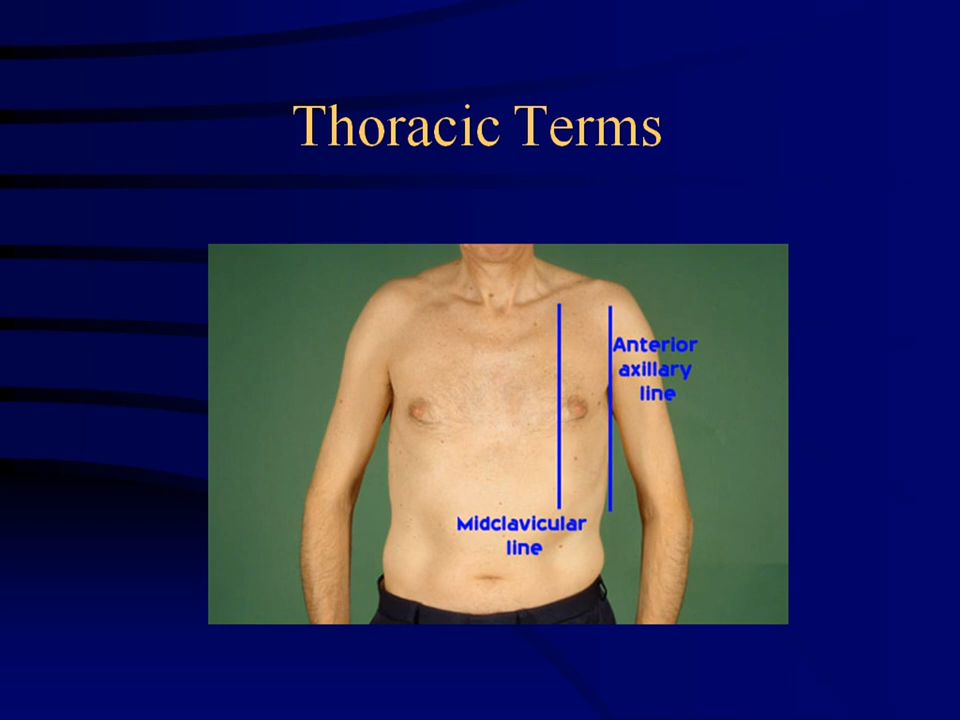 Thoracic Terms
Anterior
axillary
line
Midclavicular
line